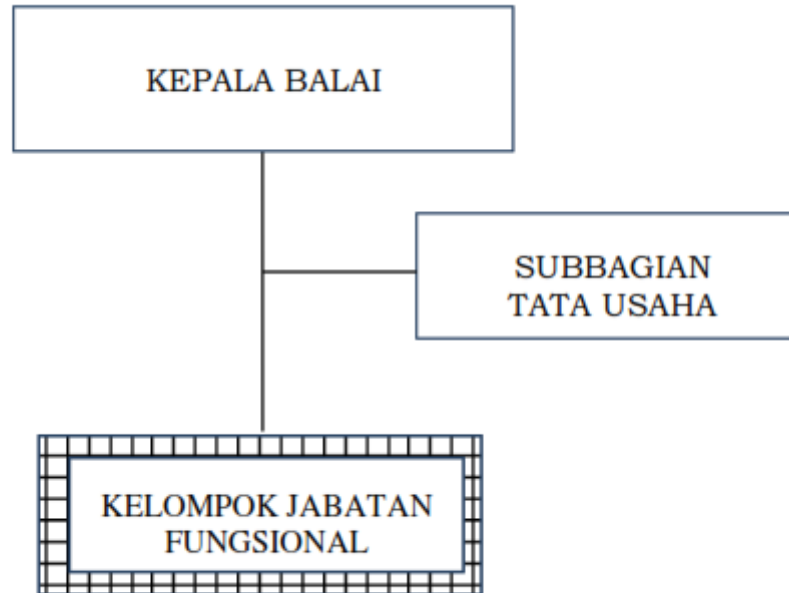 KEPALA BALAI
SUBBAGIAN
TATA USAHA
KELOMPOK JABATAN
FUNGSIONAL